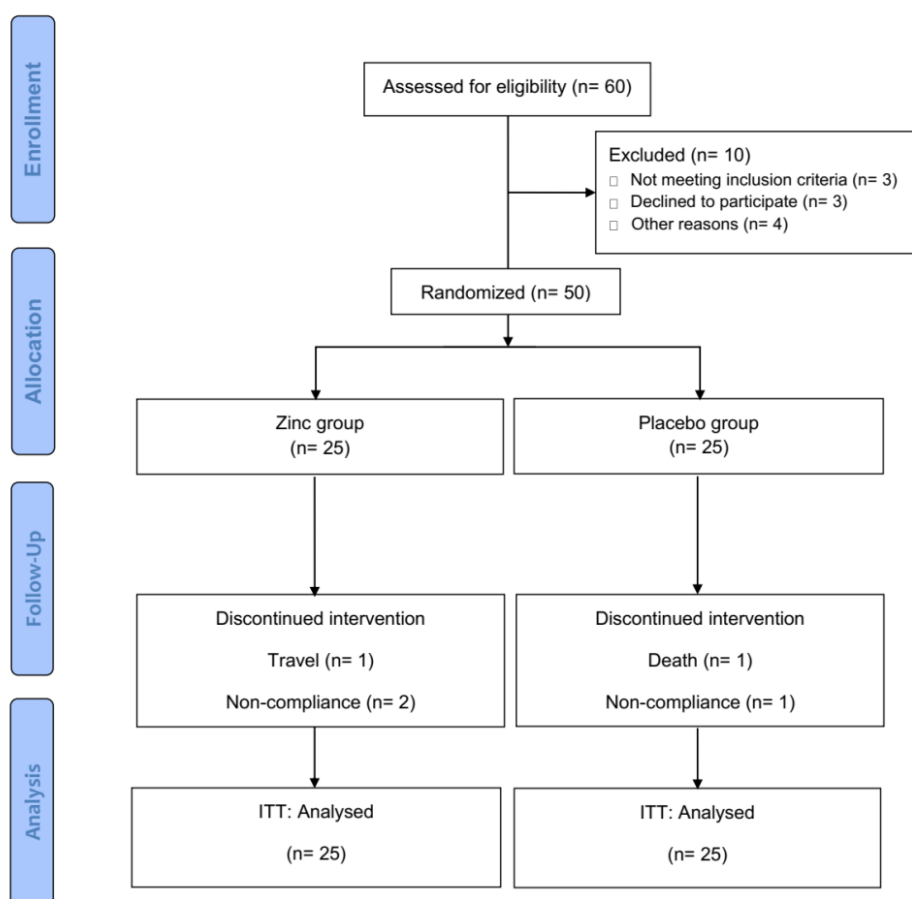 Enrollment
Assessed for eligibility (n= 60)
Excluded (n= 10)
□ Not meeting inclusion criteria (n= 3)
□ Declined to participate (n= 3)
□ Other reasons (n= 4)
Randomized (n= 50)
Allocation
Zinc group
(n= 25)
Placebo group
(n= 25)
Follow-Up
Discontinued intervention
Travel (n= 1)
Non-compliance (n= 2)
Discontinued intervention
Death (n= 1)
Non-compliance (n= 1)
Analysis
ITT: Analysed
(n= 25)
ITT: Analysed
(n= 25)